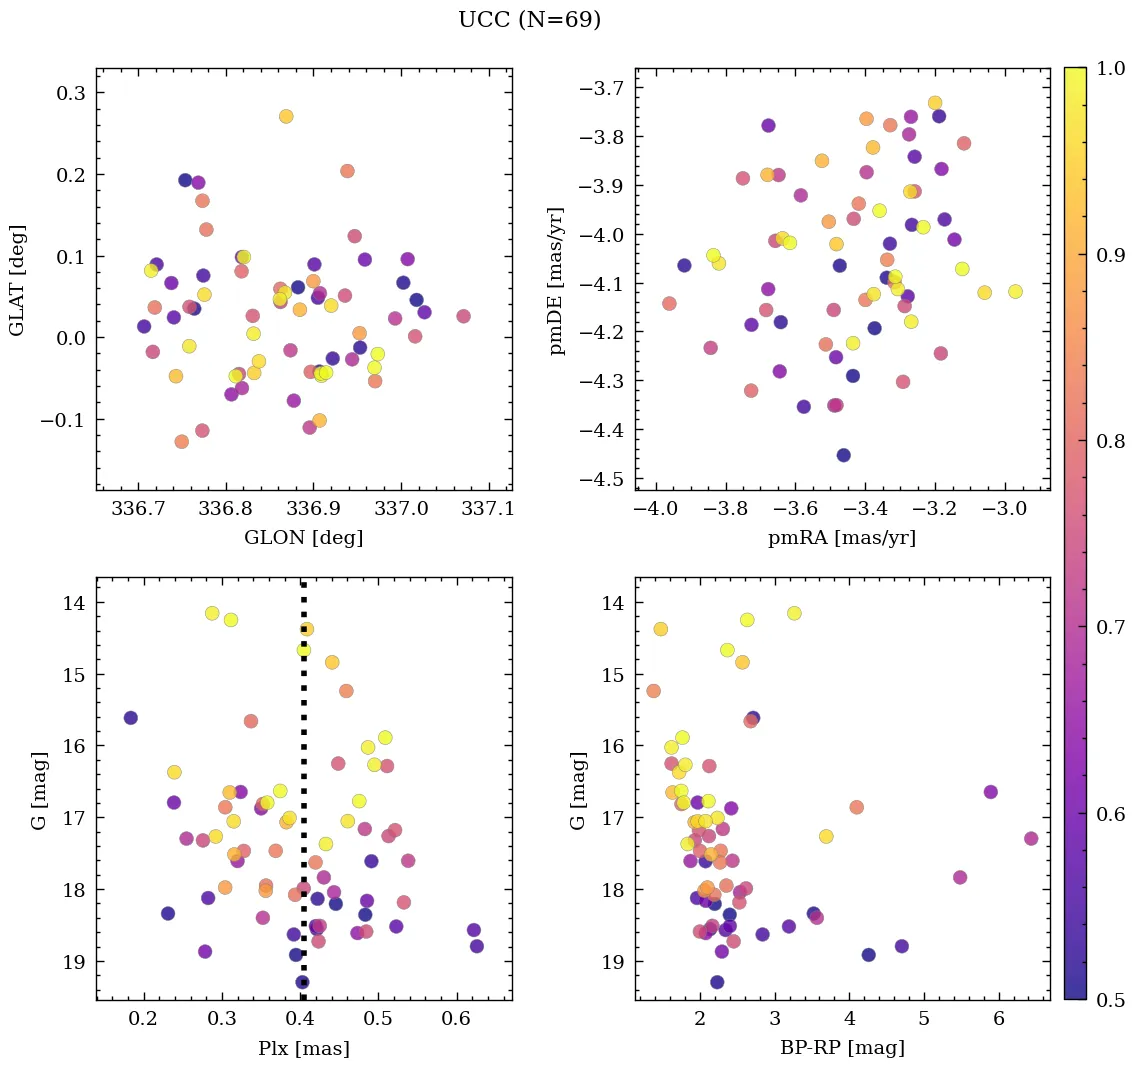 UCC (N=69)
0.3
0.2
0.1
0.0
−0.1
GLAT [deg]
336.7 336.8 336.9 337.0 337.1
GLON [deg]
−3.7
−3.8
−3.9
−4.0
−4.1
−4.2
−4.3
−4.4
−4.5
pmDE [mas/yr]
−4.0 −3.8 −3.6 −3.4 −3.2 −3.0
pmRA [mas/yr]
14
15
16
17
18
19
G [mag]
0.2 0.3 0.4 0.5 0.6
Plx [mas]
14
15
16
17
18
19
G [mag]
2 3 4 5 6
BP-RP [mag]
1.0
0.9
0.8
0.7
0.6
0.5